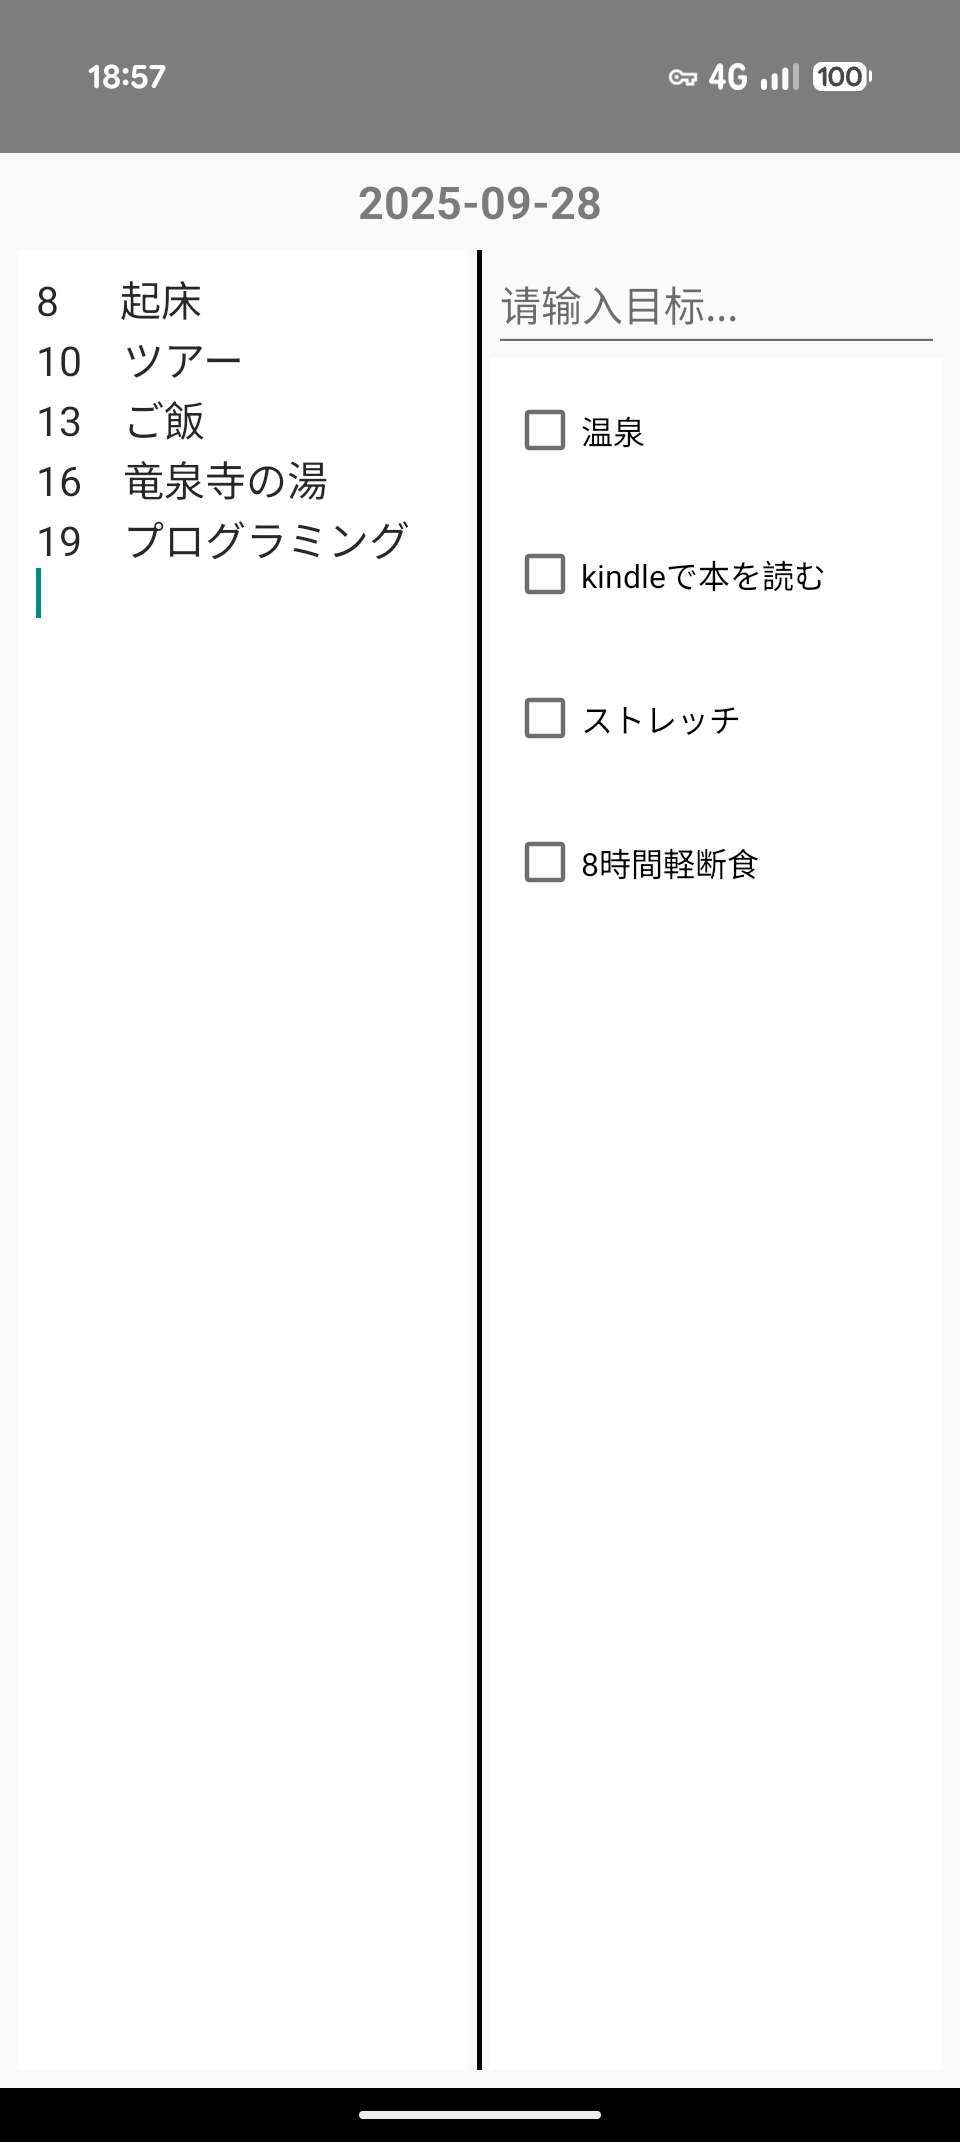 18:57
4G
100
2025-09-28
8 起床
10 ツアー
13 ご飯
16 竜泉寺の湯
19 プログラミング
请输入目标...
温泉
kindleで本を読む
ストレッチ
8時間軽断食